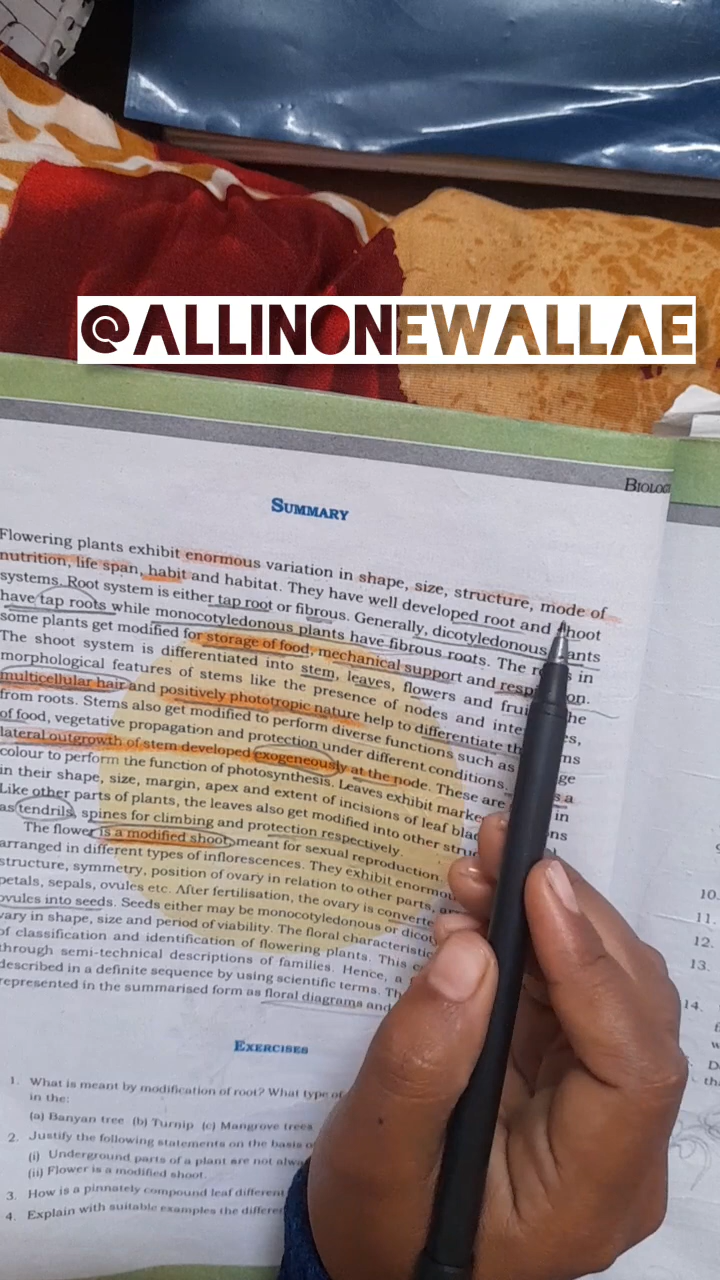 @ALLINONEWALLAE
BIOLOG
SUMMARY
Flowering plants exhibit enormous variation in shape, size, structure, mode of
nutrition, life span, habit and habitat. They have well developed root and shoot
systems. Root system is either tap root or fibrous. Generally, dicotyledonous
have tap roots while monocotyledonous plants have fibrous roots. The in
some plants get modified for storage of food, mechanical support and
The shoot system is differentiated into stem, leaves, flowers and
morphological features of stems like the presence of nodes and
multicellular hair and positively phototropic nature help to differentiate
from roots. Stems also get modified to perform diverse functions such as
of food, vegetative propagation and protection under different conditions. a
lateral outgrowth of stem developed exogeneously at the node. These are in
colour to perform the function of photosynthesis. Leaves exhibit
in their shape, size, margin, apex and extent of incisions of leaf
Like other parts of plants, the leaves also get modified into other
as tendrils, spines for climbing and protection respectively.
The flower is a modified shoot, meant for sexual reproduction.
arranged in different types of inflorescences. They exhibit
structure, symmetry, position of ovary in relation to other parts,
petals, sepals, ovules etc. After fertilisation, the ovary is
ovules into seeds. Seeds either may be monocotyledonous or
vary in shape, size and period of viability. The floral
of classification and identification of flowering plants. This
through semi-technical descriptions of families. Hence, a
described in a definite sequence by using scientific terms.
represented in the summarised form as floral diagrams and
EXERCISES
1. What is meant by modification of root? What type of
in the:
(a) Banyan tree (b) Turnip (c) Mangrove trees
2. Justify the following statements on the basis
(i) Underground parts of a plant are not
(ii) Flower is a modified shoot.
3. How is a pinnately compound leaf different
4. Explain with suitable examples the
10.
11.
12.
13.
14.